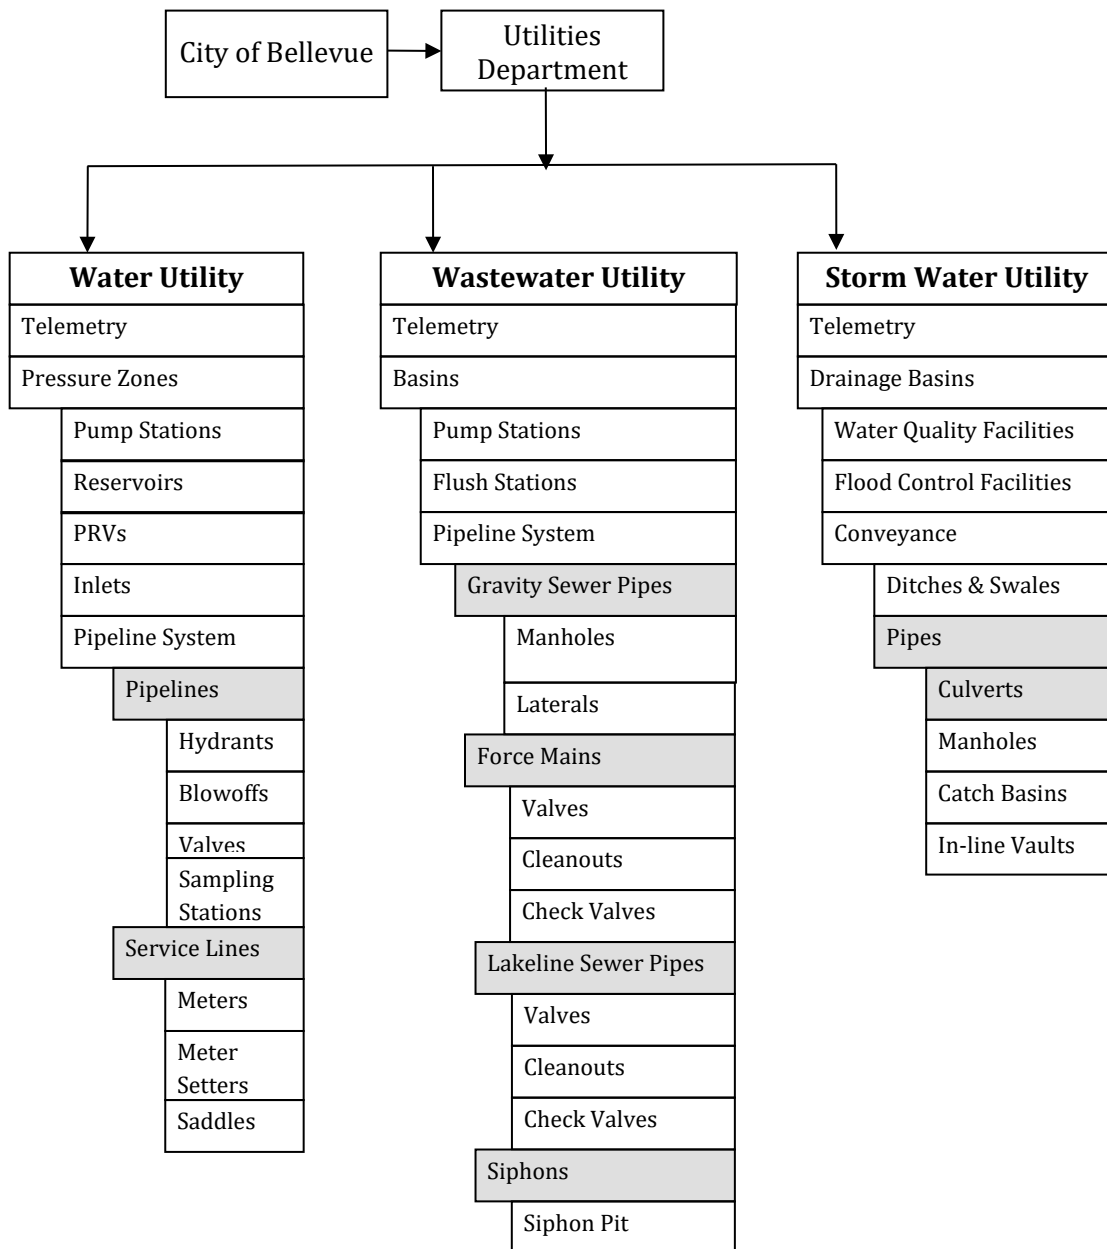 City of Bellevue
Utilities
Department
Water Utility
Telemetry
Pressure Zones
Pump Stations
Reservoirs
PRVs
Inlets
Pipeline System
Pipelines
Hydrants
Blowoffs
Valves
Sampling
Stations
Service Lines
Meters
Meter
Setters
Saddles
Wastewater Utility
Telemetry
Basins
Pump Stations
Flush Stations
Pipeline System
Gravity Sewer Pipes
Manholes
Laterals
Force Mains
Valves
Cleanouts
Check Valves
Lakeline Sewer Pipes
Valves
Cleanouts
Check Valves
Siphons
Siphon Pit
Storm Water Utility
Telemetry
Drainage Basins
Water Quality Facilities
Flood Control Facilities
Conveyance
Ditches & Swales
Pipes
Culverts
Manholes
Catch Basins
In-line Vaults